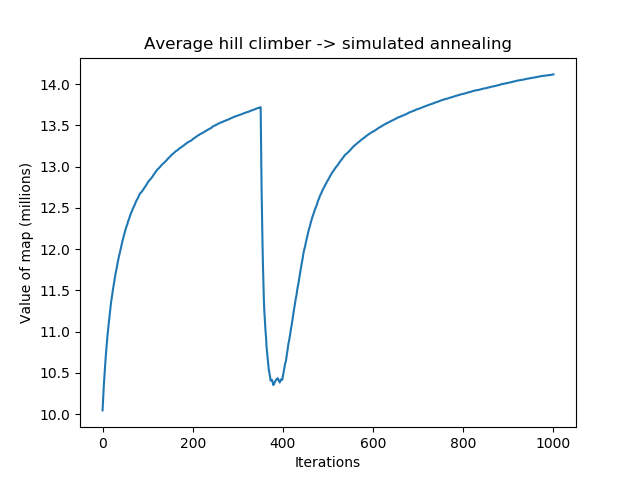 Average hill climber -> simulated annealing
Value of map (millions)
14.0
13.5
13.0
12.5
12.0
11.5
11.0
10.5
10.0
0 200 400 600 800 1000
Iterations